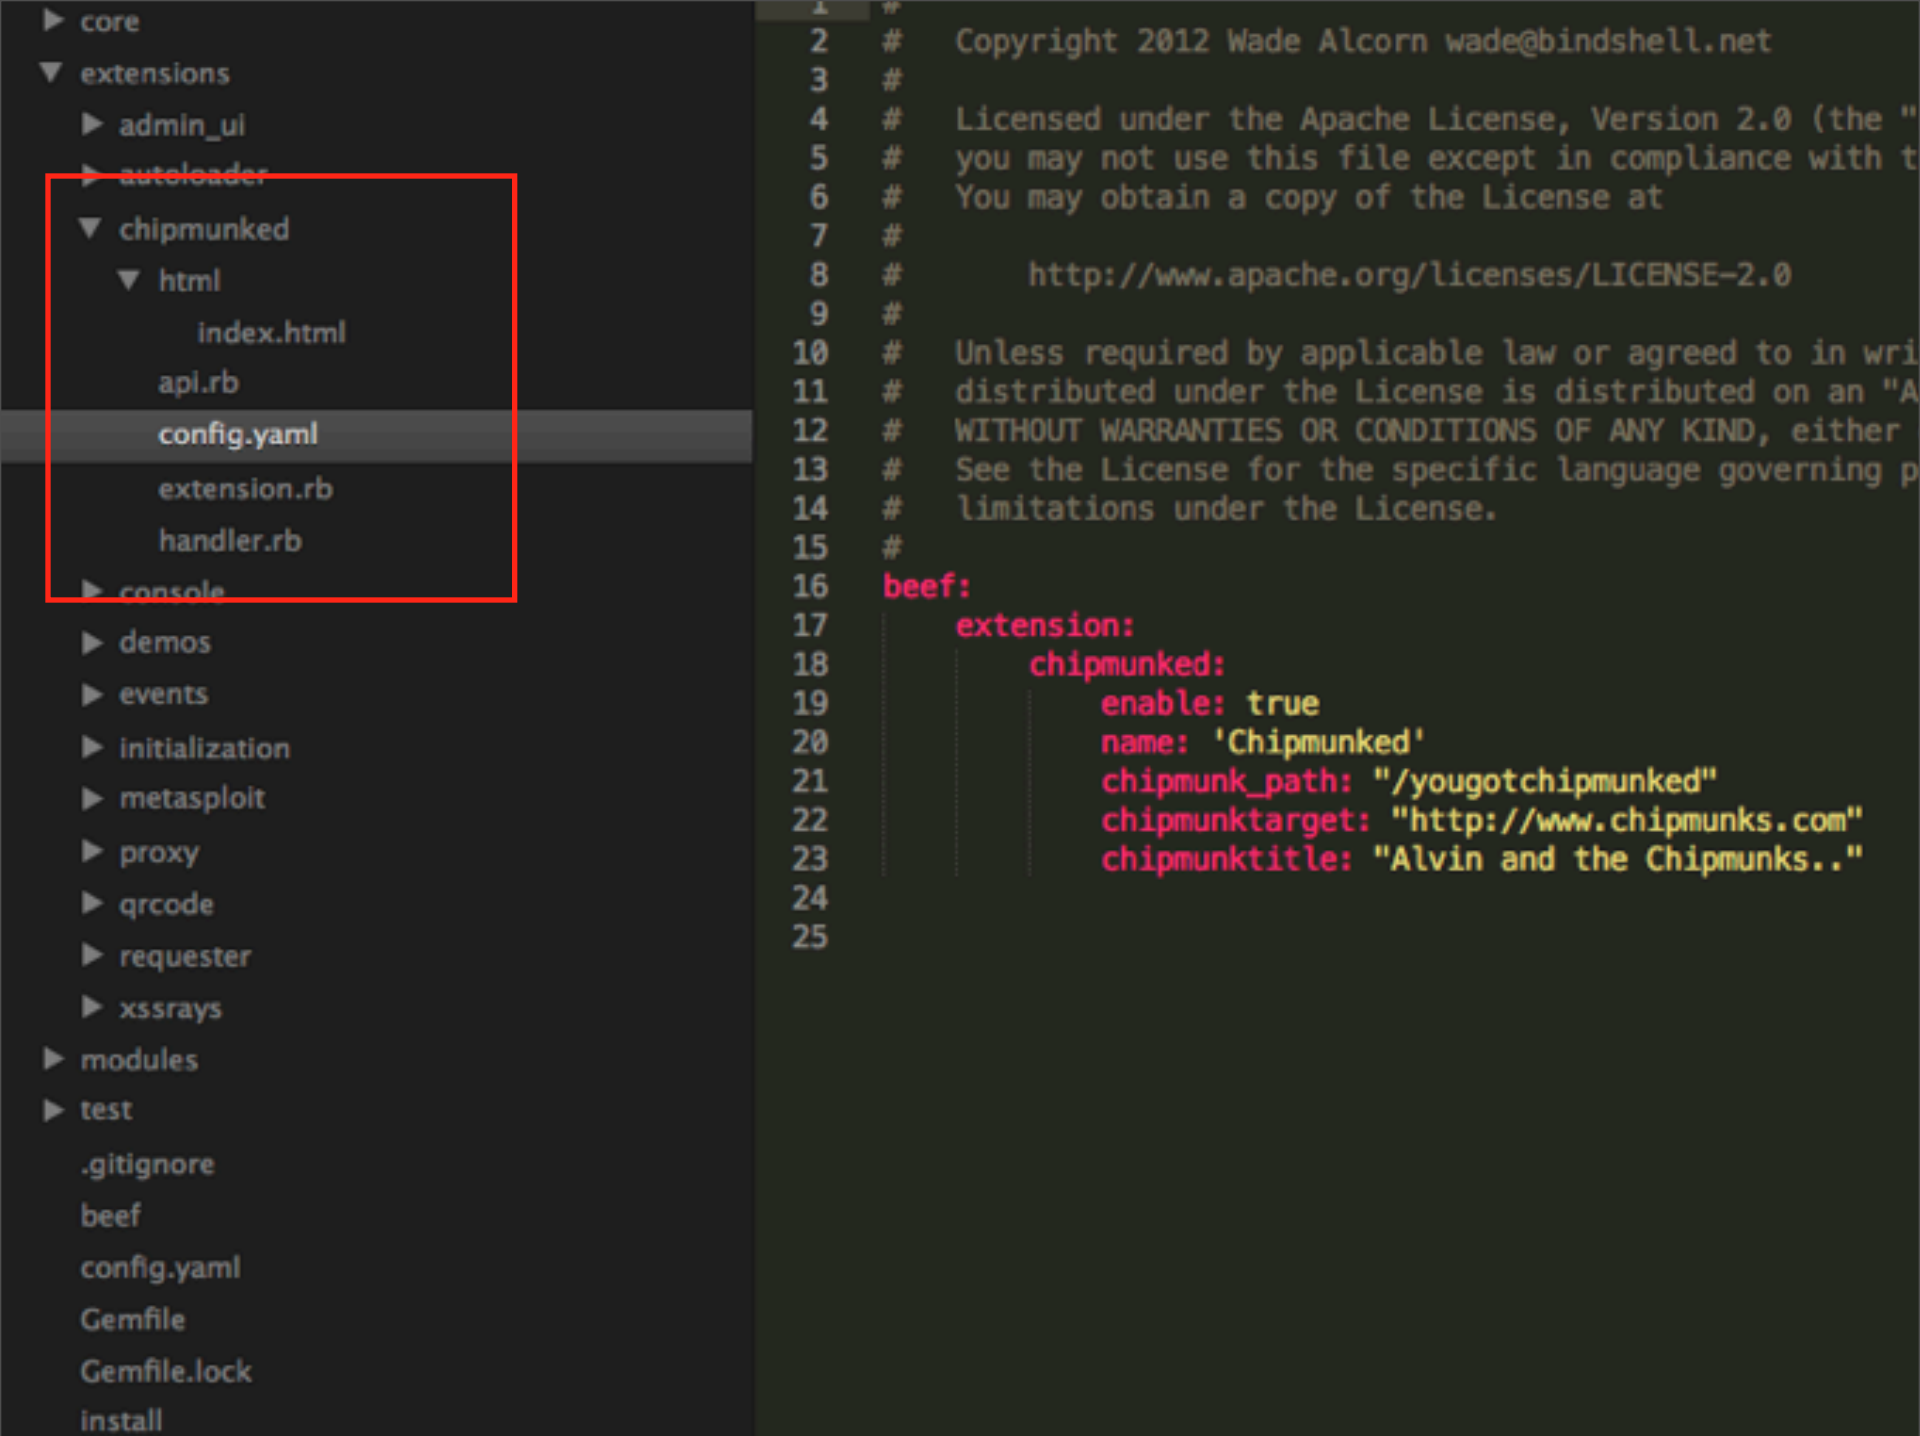 core
extensions
admin_ui
autoloader
chipmunked
html
index.html
api.rb
config.yaml
extension.rb
handler.rb
console
demos
events
initialization
metasploit
proxy
qrcode
requester
xssrays
modules
test
.gitignore
beef
config.yaml
Gemfile
Gemfile.lock
install
1 #
2 # Copyright 2012 Wade Alcorn wade@bindshell.net
3 #
4 # Licensed under the Apache License, Version 2.0 (the "
5 # you may not use this file except in compliance with t
6 # You may obtain a copy of the License at
7 #
8 # http://www.apache.org/licenses/LICENSE-2.0
9 #
10 # Unless required by applicable law or agreed to in wri
11 # distributed under the License is distributed on an "A
12 # WITHOUT WARRANTIES OR CONDITIONS OF ANY KIND, either
13 # See the License for the specific language governing p
14 # limitations under the License.
15 #
16 beef:
17 extension:
18 chipmunked:
19 enable: true
20 name: 'Chipmunked'
21 chipmunk_path: "/yougotchipmunked"
22 chipmunktarget: "http://www.chipmunks.com"
23 chipmunktitle: "Alvin and the Chipmunks.."
24
25